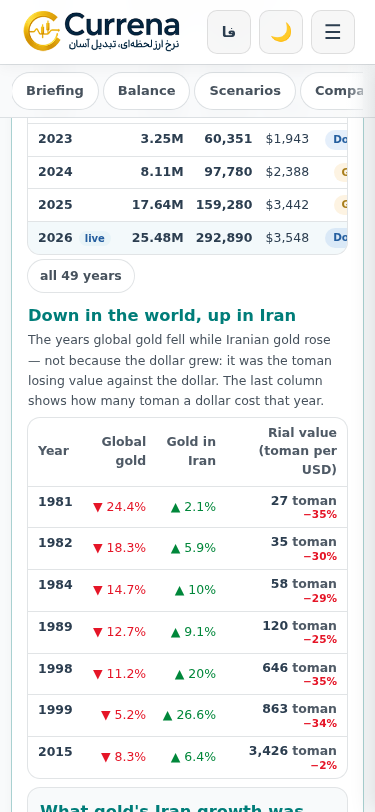 Currena
نرخ ارز لحظه‌ای، تبدیل آسان
فا
Briefing Balance Scenarios Compa
2023 3.25M 60,351 $1,943 Do
2024 8.11M 97,780 $2,388 G
2025 17.64M 159,280 $3,442 G
2026 live 25.48M 292,890 $3,548 Do
all 49 years
Down in the world, up in Iran
The years global gold fell while Iranian gold rose
— not because the dollar grew: it was the toman
losing value against the dollar. The last column
shows how many toman a dollar cost that year.
Year Global gold Gold in Iran Rial value (toman per USD)
1981 ▼ 24.4% ▲ 2.1% 27 toman
−35%
1982 ▼ 18.3% ▲ 5.9% 35 toman
−30%
1984 ▼ 14.7% ▲ 10% 58 toman
−29%
1989 ▼ 12.7% ▲ 9.1% 120 toman
−25%
1998 ▼ 11.2% ▲ 20% 646 toman
−35%
1999 ▼ 5.2% ▲ 26.6% 863 toman
−34%
2015 ▼ 8.3% ▲ 6.4% 3,426 toman
−2%
What gold's Iran growth was